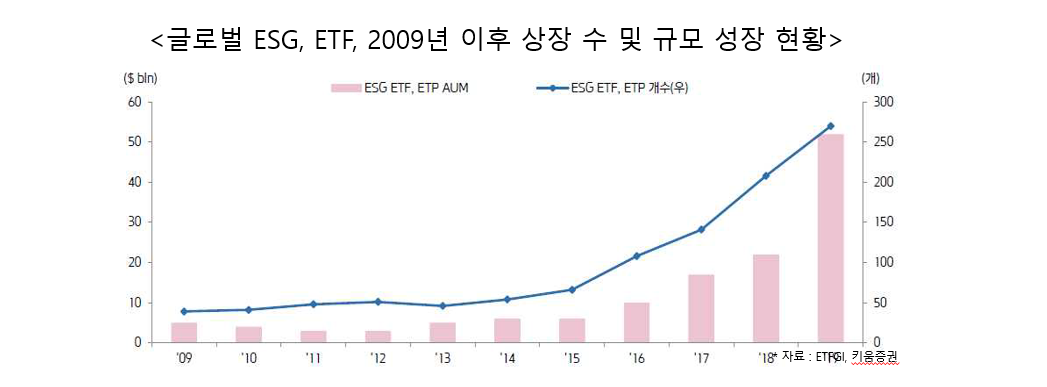 <글로벌 ESG, ETF, 2009년 이후 상장 수 및 규모 성장 현황>
($ bln) (개)
ESG ETF, ETP AUM ESG ETF, ETP 개수(우)
60 300
50 250
40 200
30 150
20 100
10 50
0 0
'09 '10 '11 '12 '13 '14 '15 '16 '17 '18 '19
* 자료 : ETFGI, 키움증권